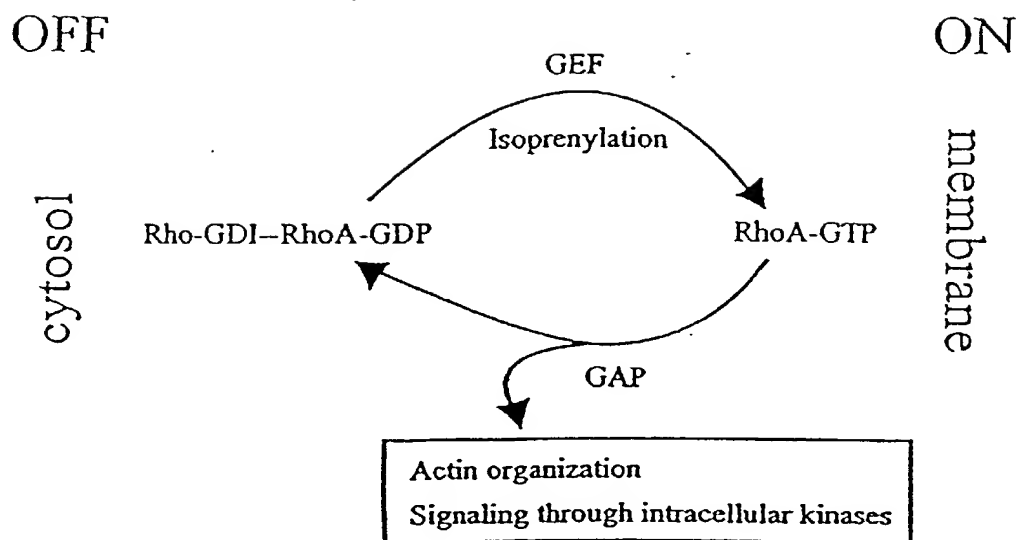 OFF
ON
GEF
Isoprenylation
cytosol
Rho-GDI–RhoA-GDP
RhoA-GTP
membrane
GAP
Actin organization
Signaling through intracellular kinases